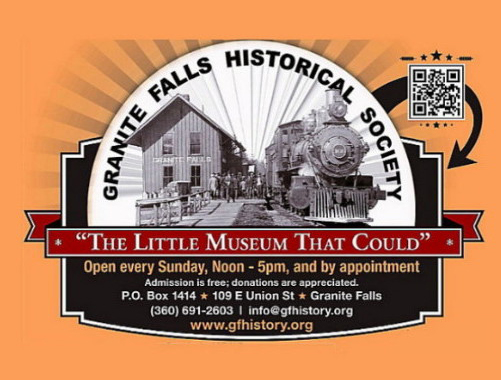 GRANITE FALLS HISTORICAL SOCIETY
GRANITE FALLS
* "THE LITTLE MUSEUM THAT COULD" *
Open every Sunday, Noon - 5pm, and by appointment
Admission is free; donations are appreciated.
P.O. Box 1414 ★ 109 E Union St ★ Granite Falls
(360) 691-2603 | info@gfhistory.org
www.gfhistory.org